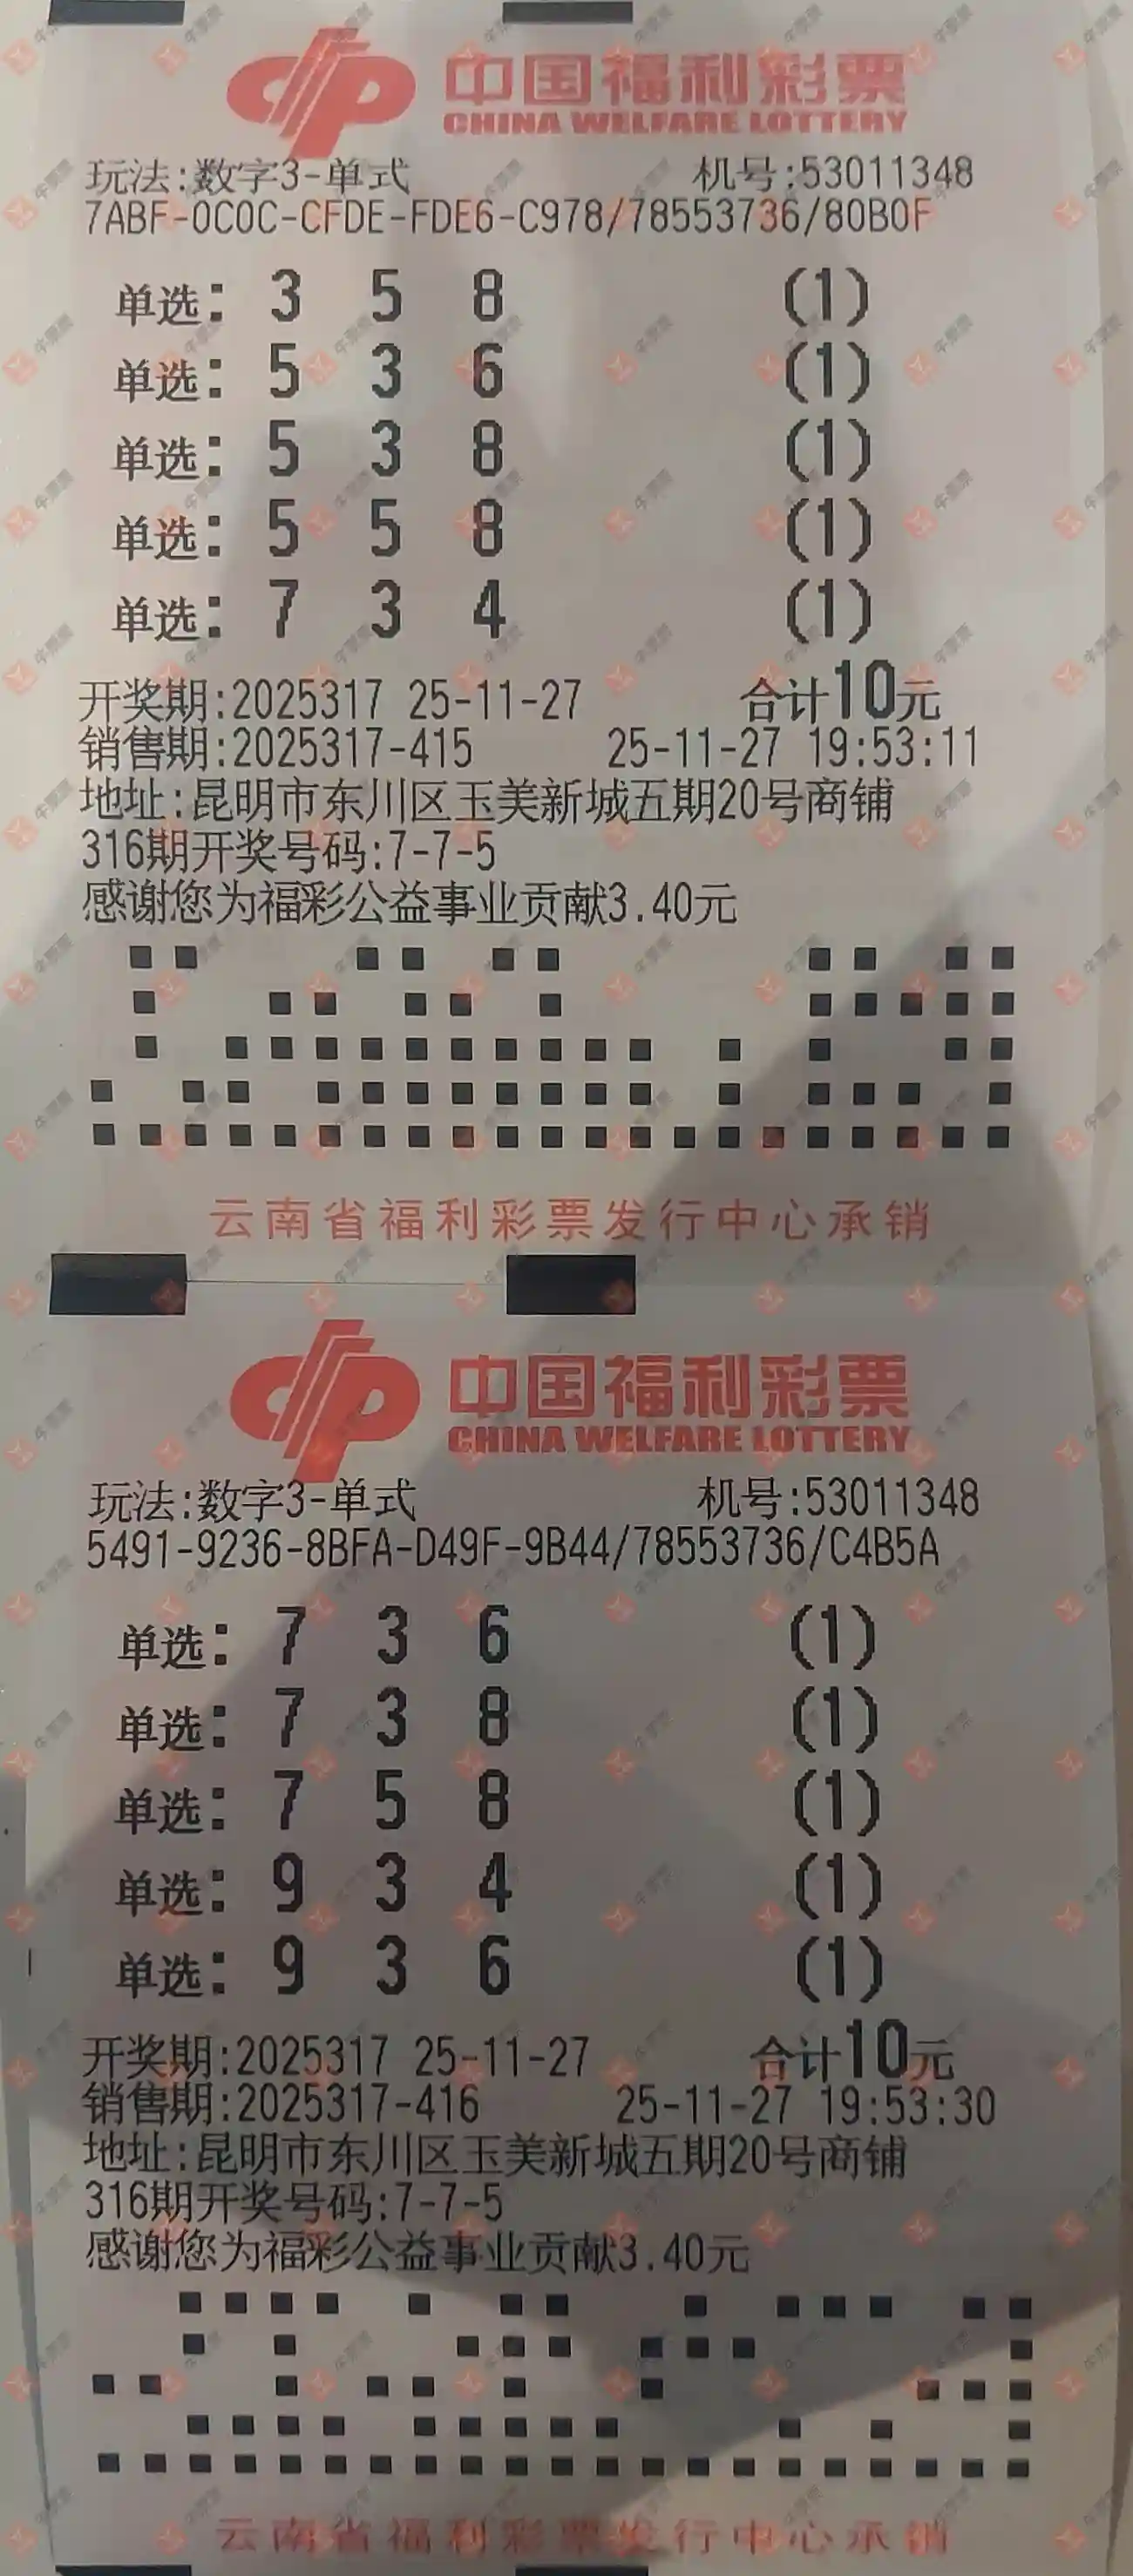 中国福利彩票
CHINA WELFARE LOTTERY
玩法:数字3-单式 机号:53011348
7ABF-0C0C-CFDE-FDE6-C978/78553736/80B0F
单选: 3 5 8 (1)
单选: 5 3 6 (1)
单选: 5 3 8 (1)
单选: 5 5 8 (1)
单选: 7 3 4 (1)
开奖期:2025317 25-11-27 合计10元
销售期:2025317-415 25-11-27 19:53:11
地址:昆明市东川区玉美新城五期20号商铺
316期开奖号码:7-7-5
感谢您为福彩公益事业贡献3.40元
云南省福利彩票发行中心承销
中国福利彩票
CHINA WELFARE LOTTERY
玩法:数字3-单式 机号:53011348
5491-9236-8BFA-D49F-9B44/78553736/C4B5A
单选: 7 3 6 (1)
单选: 7 3 8 (1)
单选: 7 5 8 (1)
单选: 9 3 4 (1)
单选: 9 3 6 (1)
开奖期:2025317 25-11-27 合计10元
销售期:2025317-416 25-11-27 19:53:30
地址:昆明市东川区玉美新城五期20号商铺
316期开奖号码:7-7-5
感谢您为福彩公益事业贡献3.40元
云南省福利彩票发行中心承销